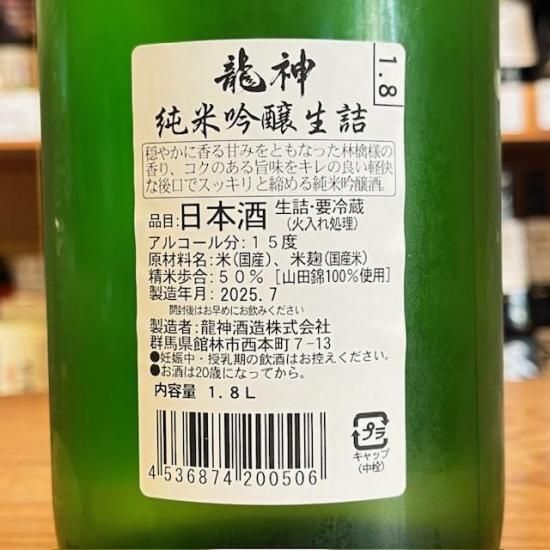 龍神
1.8
純米吟醸生詰
穏やかに香る甘みをともなった林檎様の
香り、コクのある旨味をキレの良い軽快
な後口でスッキリと締める純米吟醸酒。
品目:日本酒 生詰・要冷蔵
(火入れ処理)
アルコール分:15度
原材料名:米(国産)、米麹(国産米)
精米歩合:50%[山田錦100%使用]
製造年月:2025.7
開封後はお早めにお飲みください
製造者:龍神酒造株式会社
群馬県館林市西本町7-13
●妊娠中・授乳期の飲酒はお控えください。
●お酒は20歳になってから。
内容量 1.8L
4536874200506
プラ
キャップ
(中栓)